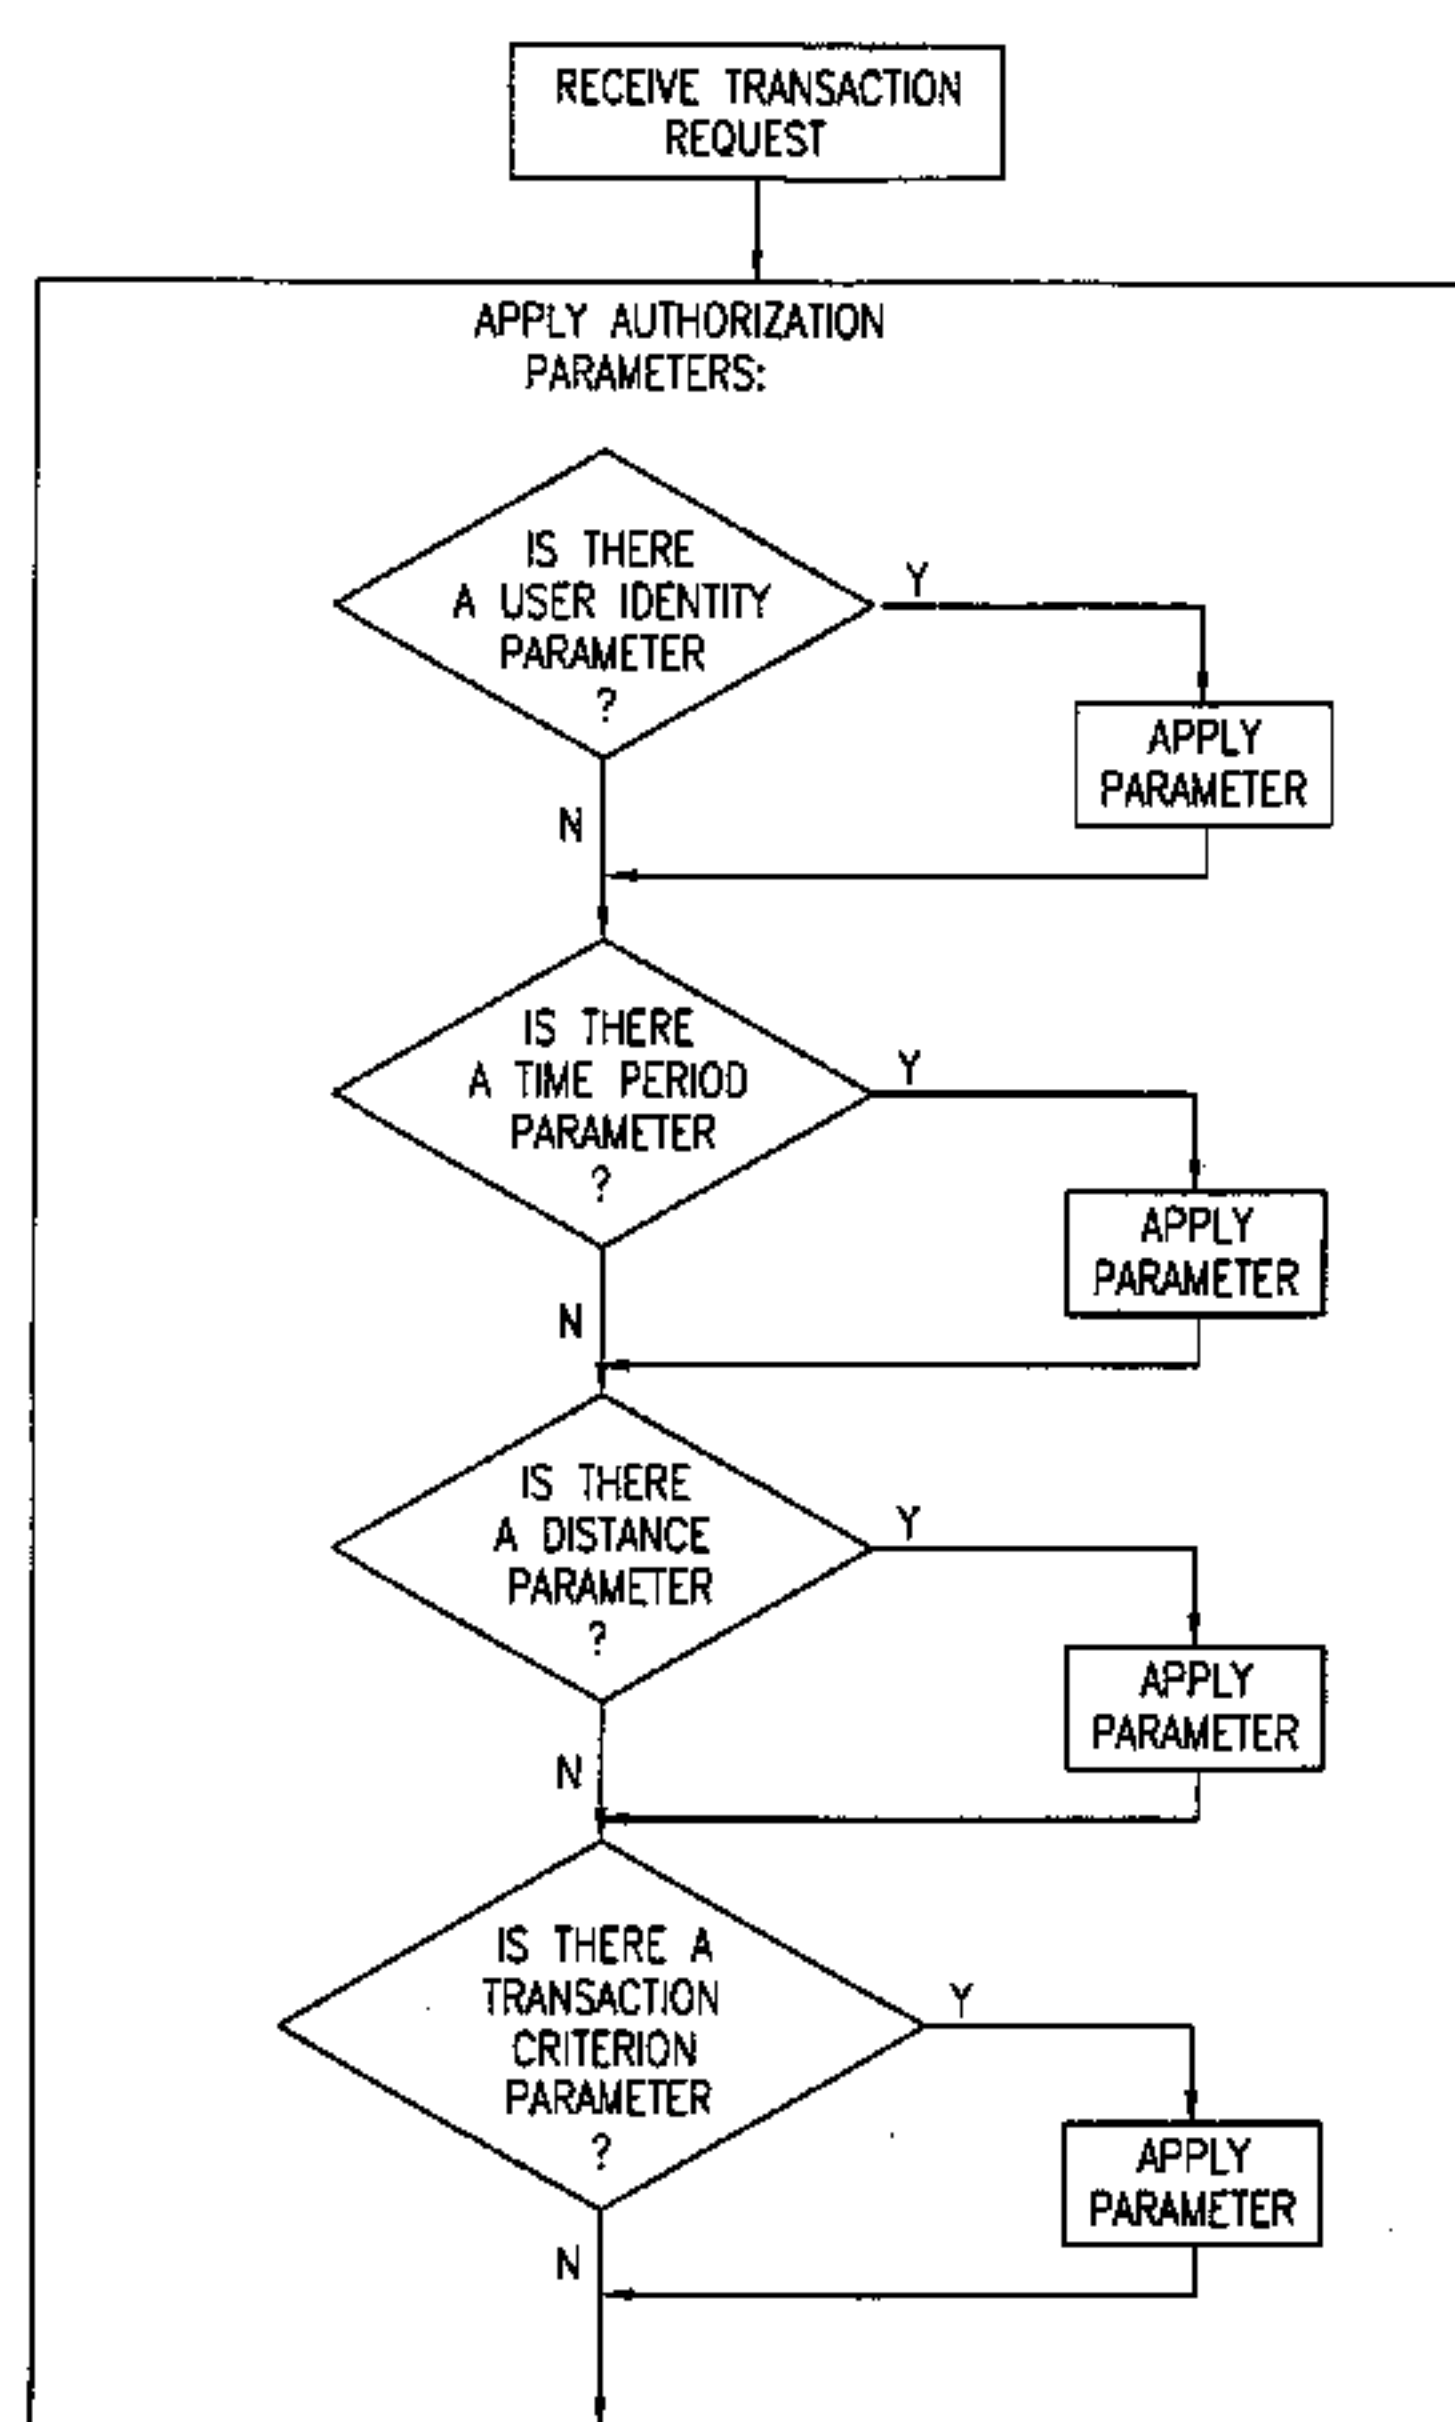 RECEIVE TRANSACTION
REQUEST
APPLY AUTHORIZATION
PARAMETERS:
IS THERE
A USER IDENTITY
PARAMETER
?
Y
APPLY
PARAMETER
N
IS THERE
A TIME PERIOD
PARAMETER
?
Y
APPLY
PARAMETER
N
IS THERE
A DISTANCE
PARAMETER
?
Y
APPLY
PARAMETER
N
IS THERE A
TRANSACTION
CRITERION
PARAMETER
?
Y
APPLY
PARAMETER
N